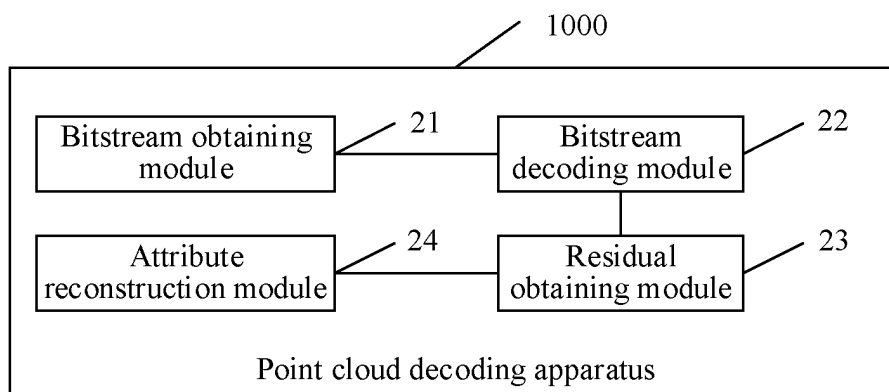 1000
Bitstream obtaining
module
21
Bitstream
decoding module
22
Attribute
reconstruction module
24
Residual
obtaining module
23
Point cloud decoding apparatus